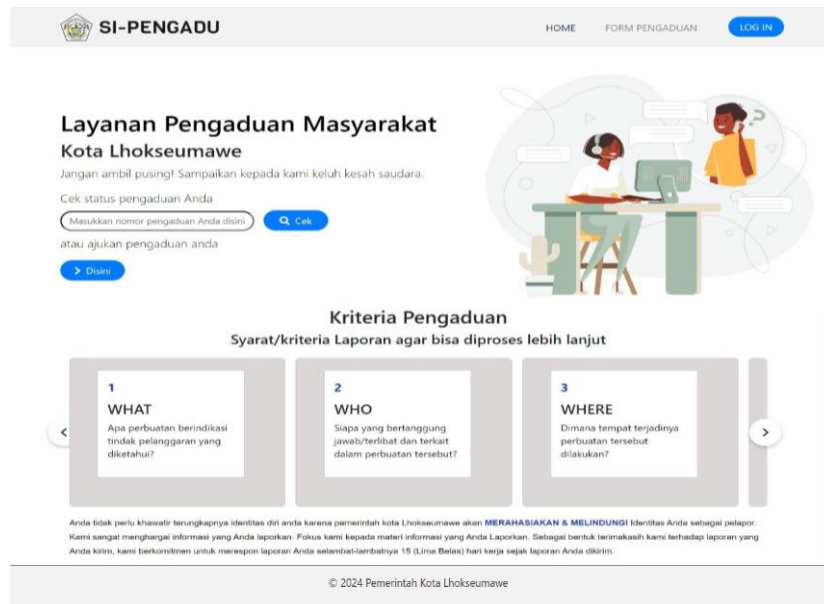 SI-PENGADU
HOME
FORM PENGADUAN
LOG IN
Layanan Pengaduan Masyarakat
Kota Lhokseumawe
Jangan ambil pusing! Sampaikan kepada kami keluh kesah saudara.
Cek status pengaduan Anda
Masukkan nomor pengaduan Anda disini
Cek
atau ajukan pengaduan anda
Disini
Kriteria Pengaduan
Syarat/kriteria Laporan agar bisa diproses lebih lanjut
1
WHAT
Apa perbuatan berindikasi
tindak pelanggaran yang
diketahui?
2
WHO
Siapa yang bertanggung
jawab/terlibat dan terkait
dalam perbuatan tersebut?
3
WHERE
Dimana tempat terjadinya
perbuatan tersebut
dilakukan?
Anda tidak perlu khawatir terungkapnya identitas diri anda karena pemerintah kota Lhokseumawe akan MERAHASIAKAN & MELINDUNGI Identitas Anda sebagai pelapor.
Kami sangat menghargai informasi yang Anda laporkan. Fokus kami kepada materi informasi yang Anda Laporkan. Sebagai bentuk terimakasih kami terhadap laporan yang
Anda kirim, kami berkomitmen untuk merespon laporan Anda selambat-lambatnya 15 (Lima Belas) hari kerja sejak laporan Anda dikirim.
© 2024 Pemerintah Kota Lhokseumawe